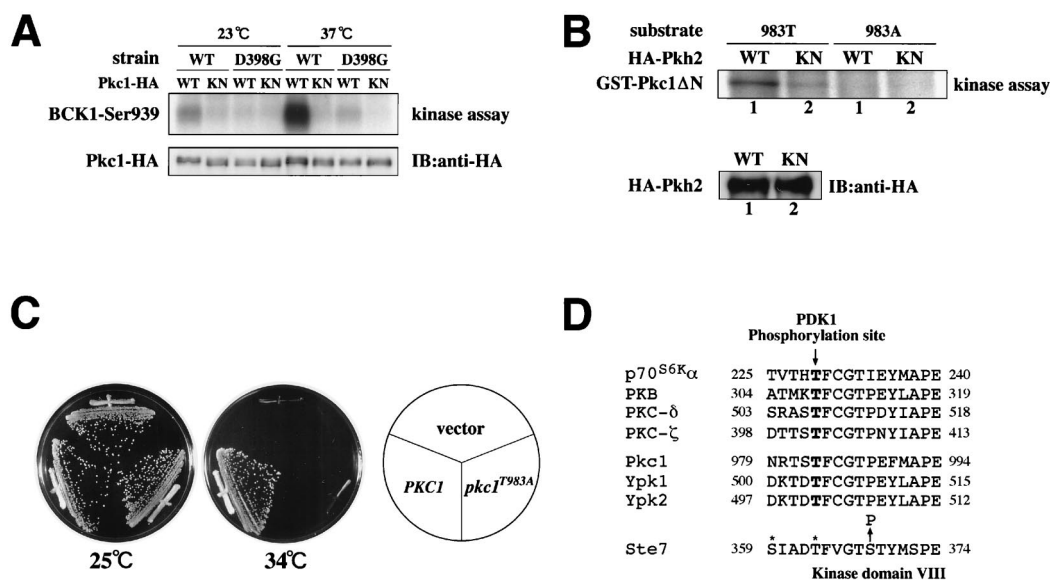 A
23℃ 37℃
strain WT D398G WT D398G
Pkc1-HA WT KN WT KN WT KN WT KN
BCK1-Ser939 kinase assay
Pkc1-HA IB:anti-HA
B
substrate 983T 983A
HA-Pkh2 WT KN WT KN
GST-Pkc1ΔN kinase assay
1 2 1 2
WT KN
HA-Pkh2 IB:anti-HA
1 2
C
vector
PKC1 pkc1T983A
25℃ 34℃
D
PDK1
Phosphorylation site
p70S6Kα 225 TVTHTFCGTIEYMAPE 240
PKB 304 ATMKTFCGTPEYLAPE 319
PKC-δ 503 SRASTFCGTPDYIAPE 518
PKC-ζ 398 DTTSTFCGTPNYIAPE 413
Pkc1 979 NRTSTFCGTPEFMAPE 994
Ypk1 500 DKTDTFCGTPEYLAPE 515
Ypk2 497 DKTDTFCGTPEYLAPE 512
P
* *
Ste7 359 SIADTFVGTSTYMSPE 374
Kinase domain VIII